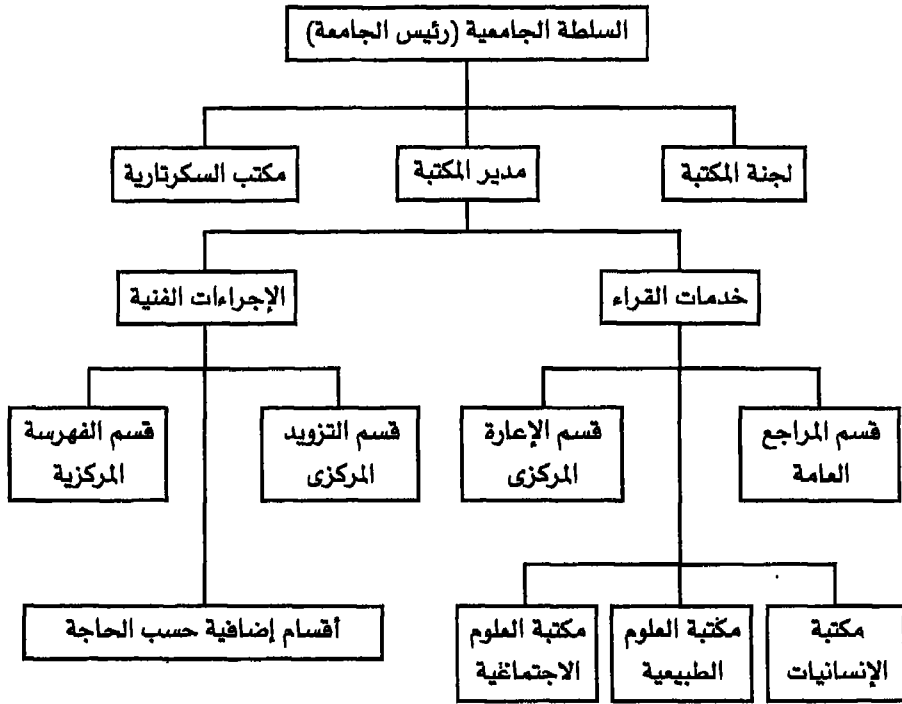 السلطة الجامعية (رئيس الجامعة)
لجنة المكتبة
مدير المكتبة
مكتب السكرتارية
خدمات القراء
الإجراءات الفنية
قسم المراجع
العامة
قسم الإعارة
المركزى
قسم التزويد
المركزى
قسم الفهرسة
المركزية
مكتبة
الإنسانيات
مكتبة العلوم
الطبيعية
مكتبة العلوم
الاجتماعية
أقسام إضافية حسب الحاجة